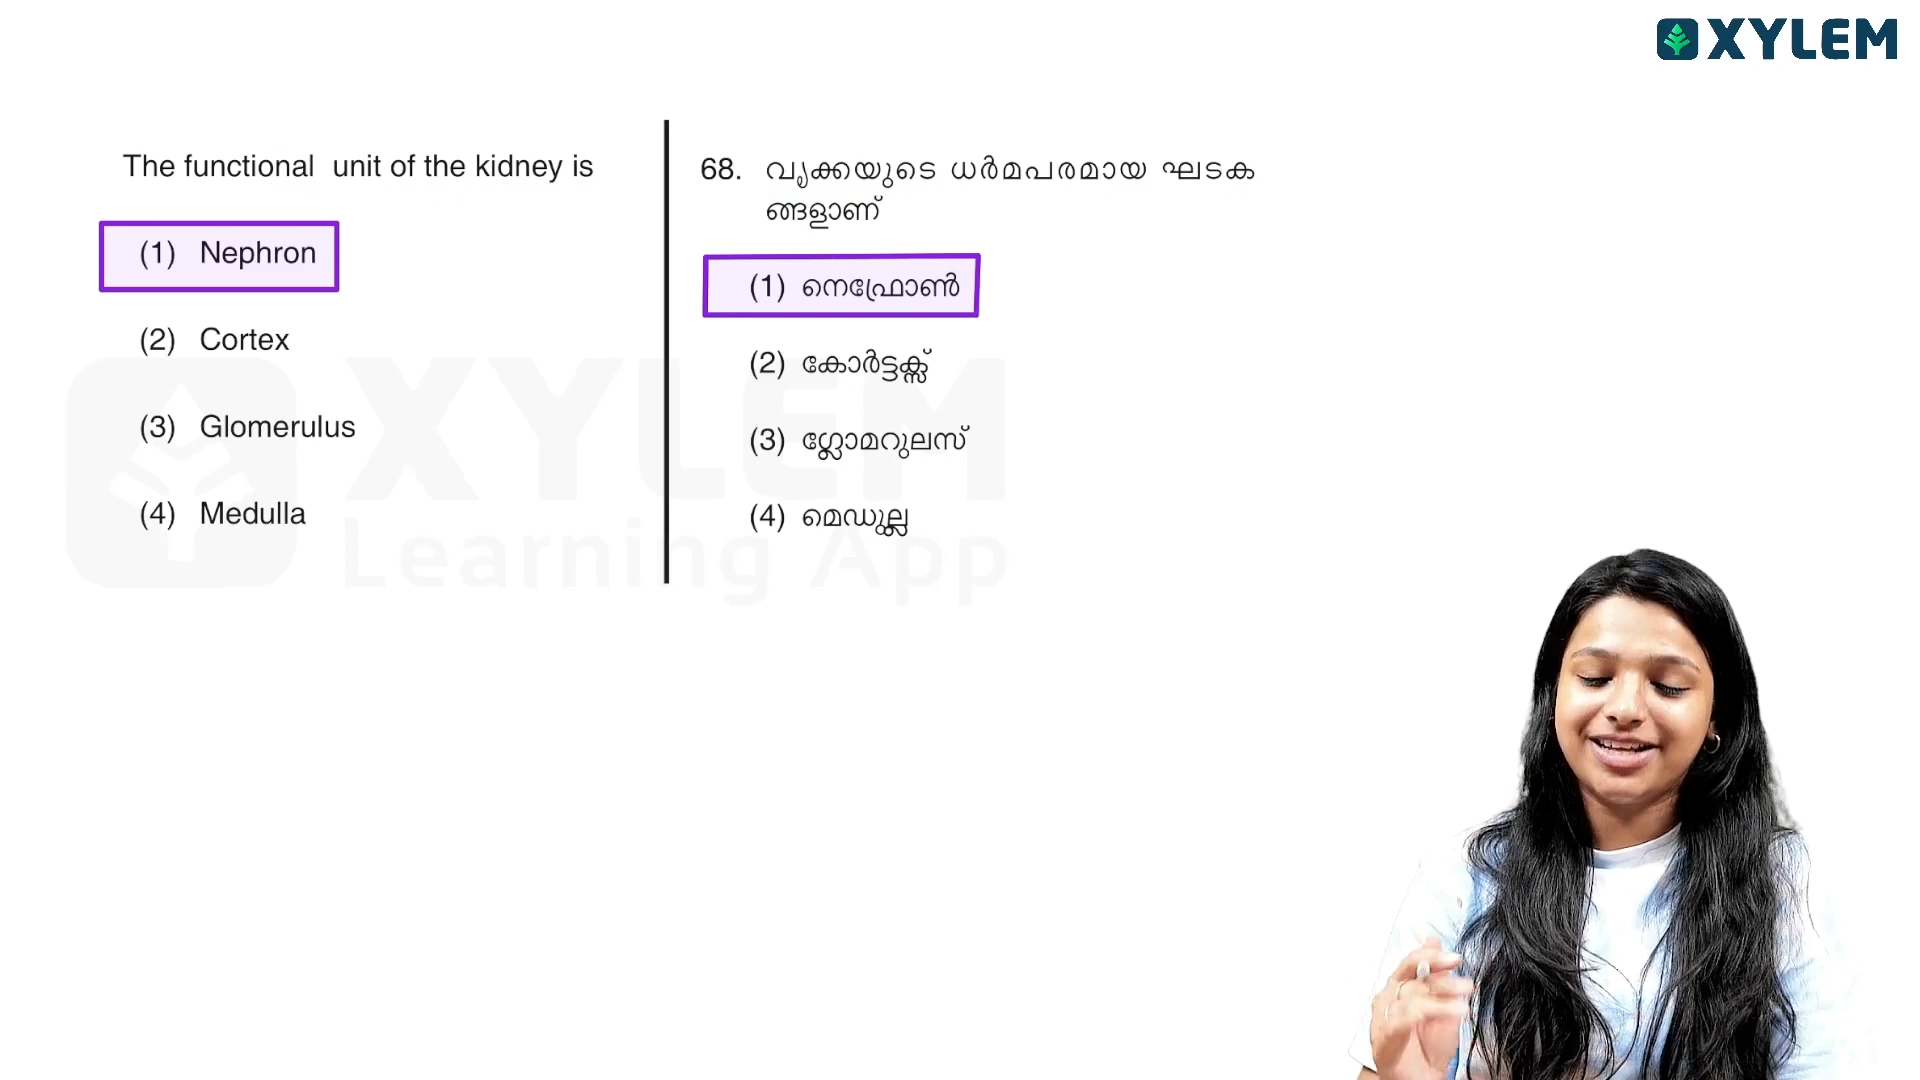 XYLEM
The functional unit of the kidney is
(1) Nephron
(2) Cortex
(3) Glomerulus
(4) Medulla
68. വൃക്കയുടെ ധർമപരമായ ഘടക
ങ്ങളാണ്
(1) നെഫ്രോൺ
(2) കോർട്ടക്സ്
(3) ഗ്ലോമറുലസ്
(4) മെഡുല്ല
XYLEM
Learning App